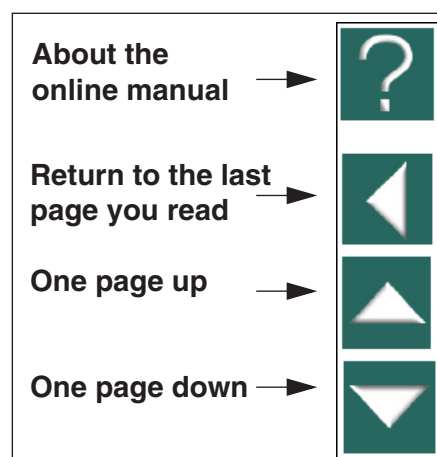 About the
online manual
?
Return to the last
page you read
One page up
One page down